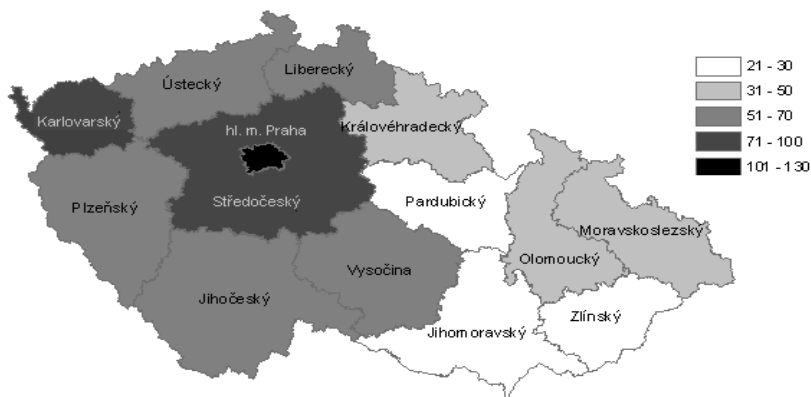 Ústecký
Liberecký
Karlovarský
hl. m. Praha
Královéhradecký
Plzeňský
Středočeský
Pardubický
Moravskoslezský
Olomoucký
Vysočina
Jihočeský
Zlínský
Jihomoravský
21 - 30
31 - 50
51 - 70
71 - 100
101 - 130